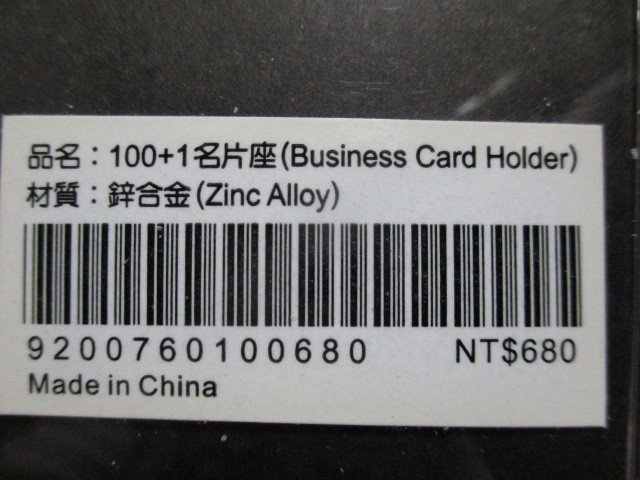 品名：100+1名片座(Business Card Holder)
材質：鋅合金(Zinc Alloy)
9200760100680 NT$680
Made in China